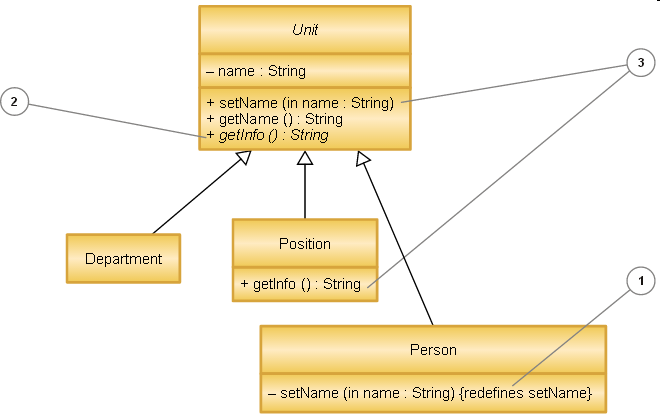 Unit
– name : String
+ setName (in name : String)
+ getName () : String
+ getInfo () : String
3
2
Department
Position
+ getInfo () : String
1
Person
– setName (in name : String) {redefines setName}